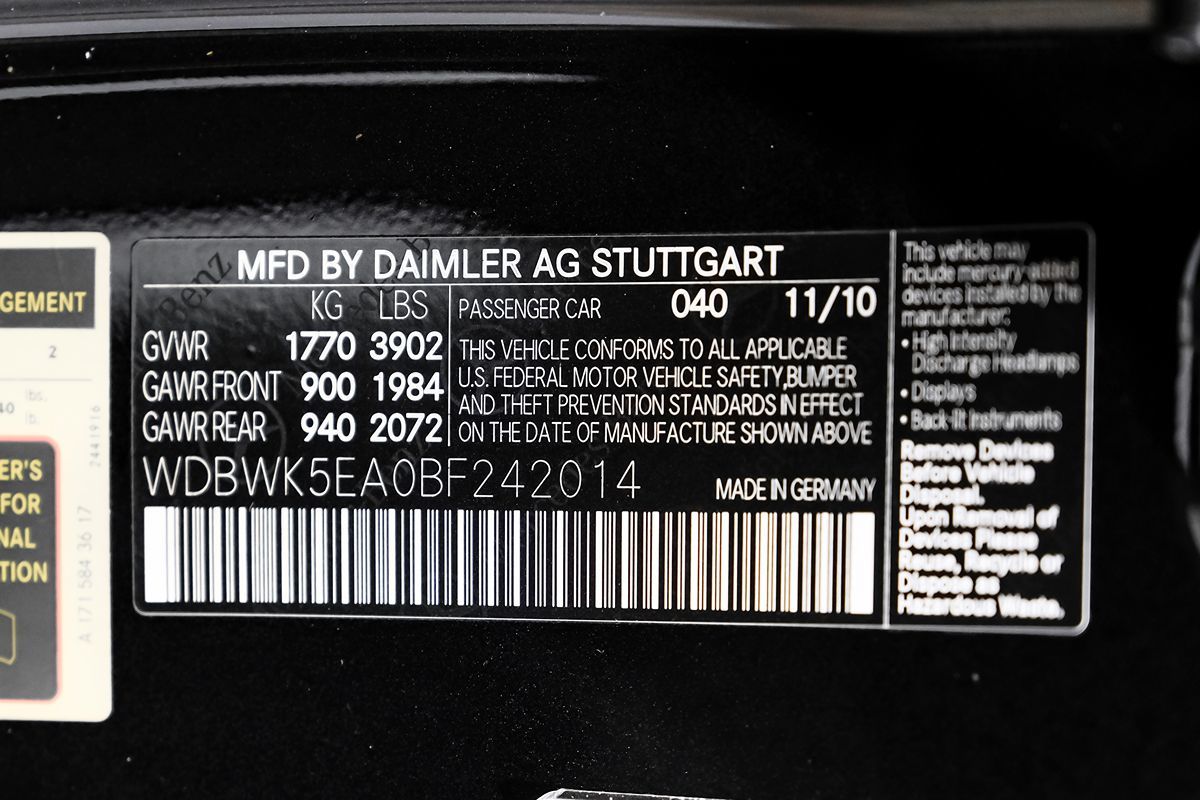 GEMENT
2
40 lbs.
lb.
ER'S
FOR
NAL
TION
2441916
A 171 584 36 17
MFD BY DAIMLER AG STUTTGART
KG LBS
GVWR 1770 3902
GAWR FRONT 900 1984
GAWR REAR 940 2072
PASSENGER CAR 040 11/10
THIS VEHICLE CONFORMS TO ALL APPLICABLE
U.S. FEDERAL MOTOR VEHICLE SAFETY,BUMPER
AND THEFT PREVENTION STANDARDS IN EFFECT
ON THE DATE OF MANUFACTURE SHOWN ABOVE
WDBWK5EA0BF242014
MADE IN GERMANY
This vehicle may
include mercury-added
devices installed by the
manufacturer:
• High Intensity
Discharge Headlamps
• Displays
• Back-lit Instruments
Remove Devices
Before Vehicle
Disposal.
Upon Removal of
Devices Please
Reuse, Recycle or
Dispose as
Hazardous Waste.